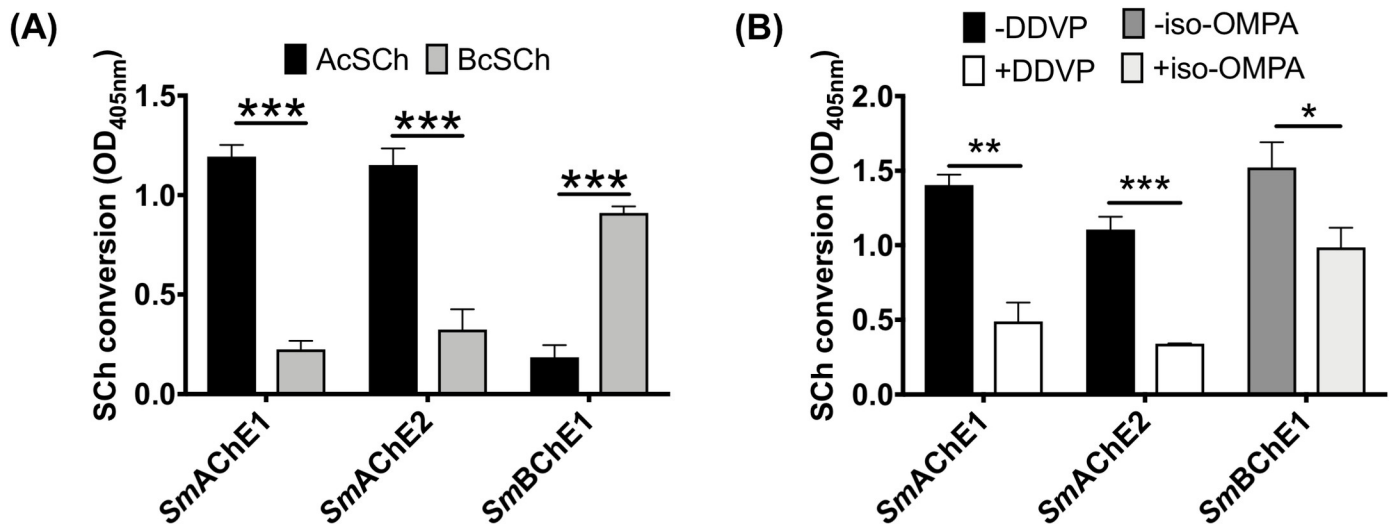 (A)
AcSCh BcSCh
SCh conversion (OD405nm)
1.5
1.0
0.5
0.0
***
***
***
SmAChE1
SmAChE2
SmBChE1
(B)
-DDVP -iso-OMPA
+DDVP +iso-OMPA
SCh conversion (OD405nm)
2.0
1.5
1.0
0.5
0.0
**
***
*
SmAChE1
SmAChE2
SmBChE1